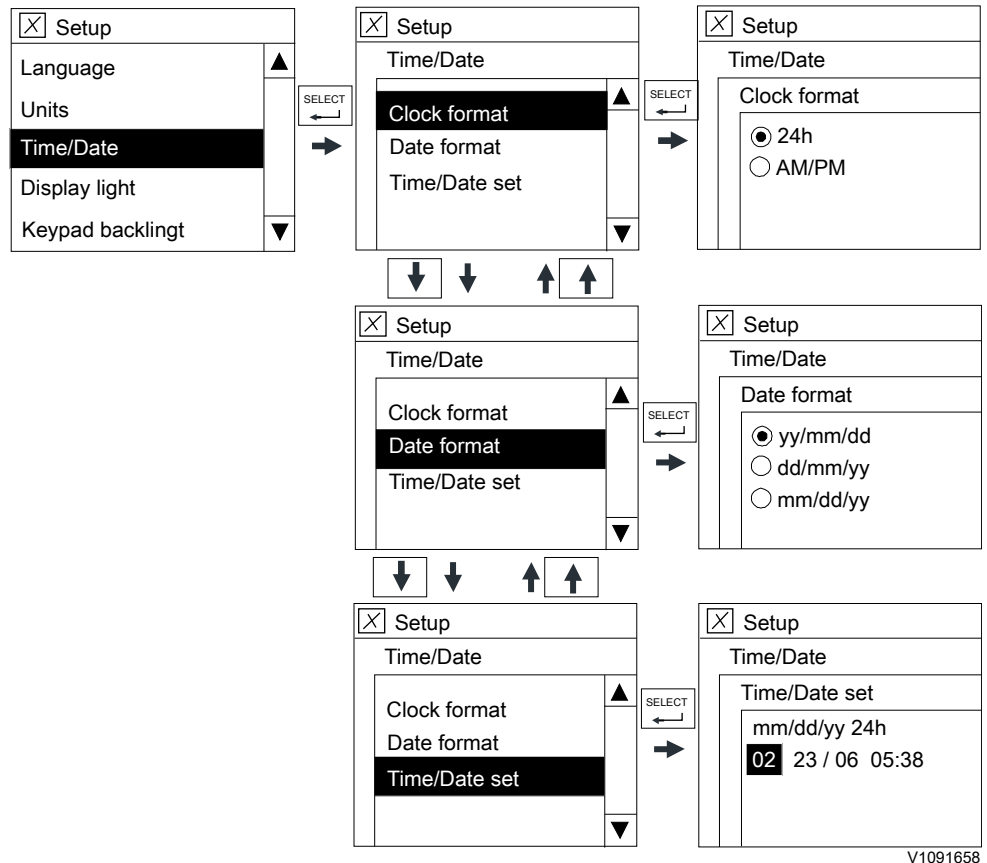 Setup
Language
Units
Time/Date
Display light
Keypad backlingt
SELECT
Setup
Time/Date
Clock format
Date format
Time/Date set
SELECT
Setup
Time/Date
Clock format
24h
AM/PM
Setup
Time/Date
Clock format
Date format
Time/Date set
SELECT
Setup
Time/Date
Date format
yy/mm/dd
dd/mm/yy
mm/dd/yy
Setup
Time/Date
Clock format
Date format
Time/Date set
SELECT
Setup
Time/Date
Time/Date set
mm/dd/yy 24h
02 23 / 06 05:38
V1091658